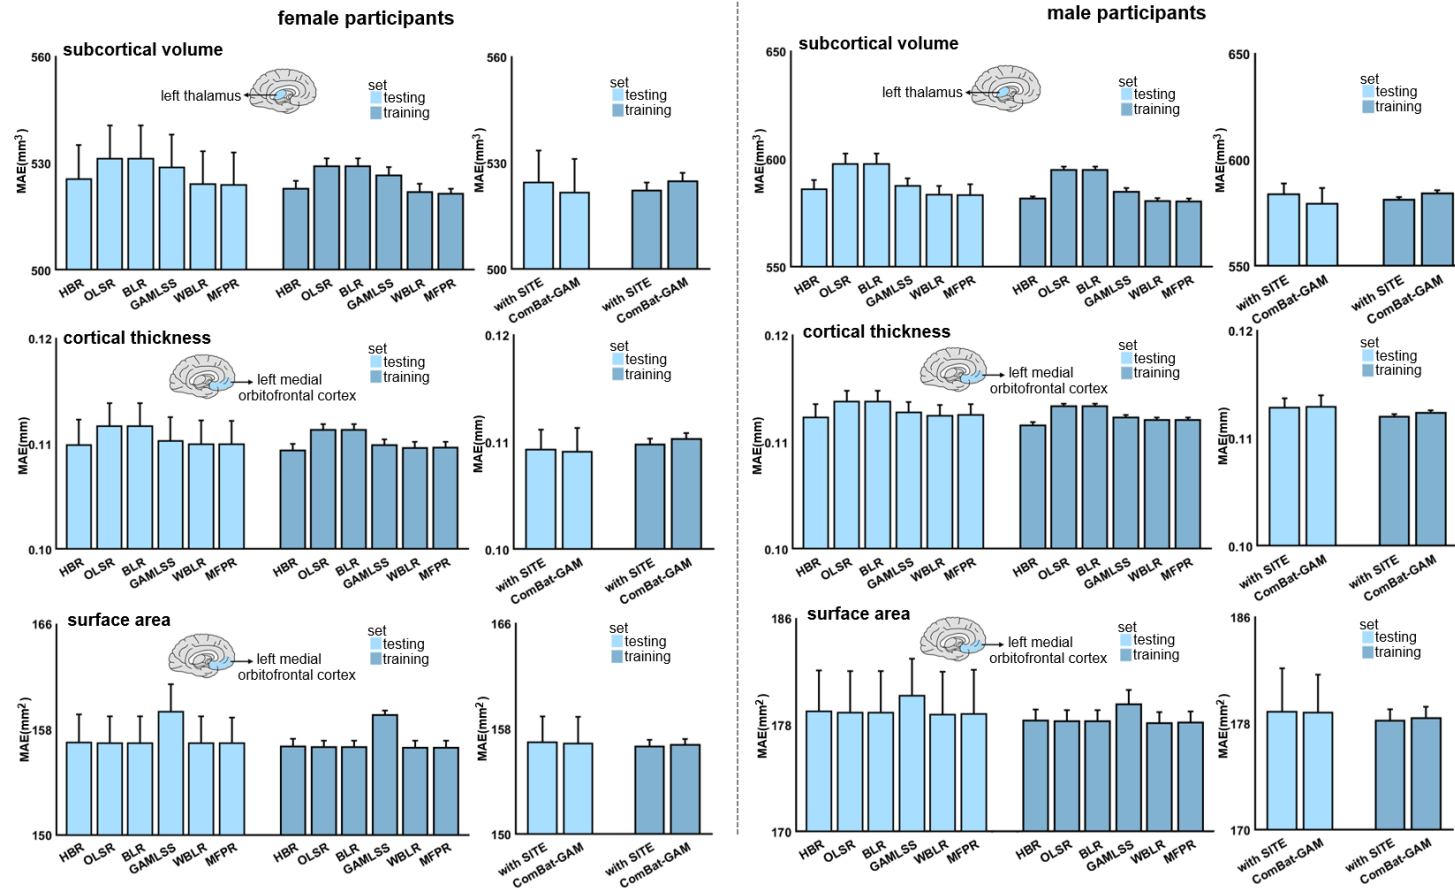 female participants
subcortical volume
560
530
500
MAE(mm³)
left thalamus
set
testing
training
HBR
OLSR
BLR
GAMLSS
WBLR
MFPR
HBR
OLSR
BLR
GAMLSS
WBLR
MFPR
560
530
500
MAE(mm³)
set
testing
training
with SITE
ComBat-GAM
with SITE
ComBat-GAM
cortical thickness
0.12
0.11
0.10
MAE(mm)
left medial
orbitofrontal cortex
set
testing
training
HBR
OLSR
BLR
GAMLSS
WBLR
MFPR
HBR
OLSR
BLR
GAMLSS
WBLR
MFPR
0.12
0.11
0.10
MAE(mm)
set
testing
training
with SITE
ComBat-GAM
with SITE
ComBat-GAM
surface area
166
158
150
MAE(mm²)
left medial
orbitofrontal cortex
set
testing
training
HBR
OLSR
BLR
GAMLSS
WBLR
MFPR
HBR
OLSR
BLR
GAMLSS
WBLR
MFPR
166
158
150
MAE(mm²)
set
testing
training
with SITE
ComBat-GAM
with SITE
ComBat-GAM
male participants
subcortical volume
650
600
550
MAE(mm³)
left thalamus
set
testing
training
HBR
OLSR
BLR
GAMLSS
WBLR
MFPR
HBR
OLSR
BLR
GAMLSS
WBLR
MFPR
650
600
550
MAE(mm³)
set
testing
training
with SITE
ComBat-GAM
with SITE
ComBat-GAM
cortical thickness
0.12
0.11
0.10
MAE(mm)
left medial
orbitofrontal cortex
set
testing
training
HBR
OLSR
BLR
GAMLSS
WBLR
MFPR
HBR
OLSR
BLR
GAMLSS
WBLR
MFPR
0.12
0.11
0.10
MAE(mm)
set
testing
training
with SITE
ComBat-GAM
with SITE
ComBat-GAM
surface area
186
178
170
MAE(mm²)
left medial
orbitofrontal cortex
set
testing
training
HBR
OLSR
BLR
GAMLSS
WBLR
MFPR
HBR
OLSR
BLR
GAMLSS
WBLR
MFPR
186
178
170
MAE(mm²)
set
testing
training
with SITE
ComBat-GAM
with SITE
ComBat-GAM